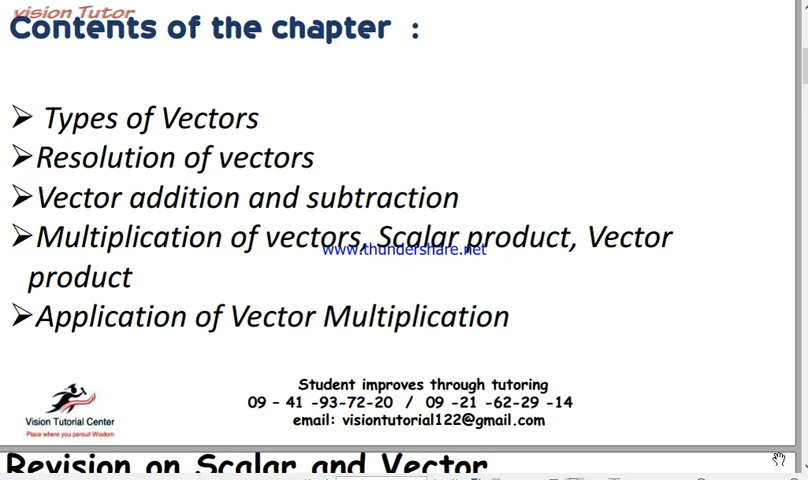 vision Tutor
Contents of the chapter :
Types of Vectors
Resolution of vectors
Vector addition and subtraction
Multiplication of vectors, Scalar product, Vector
www.thundershare.net
product
Application of Vector Multiplication
Student improves through tutoring
09 - 41 -93-72-20 / 09 -21 -62-29 -14
email: visiontutorial122@gmail.com
Vision Tutorial Center
Place where you persuit Wisdom
Revision on Scalar and Vector